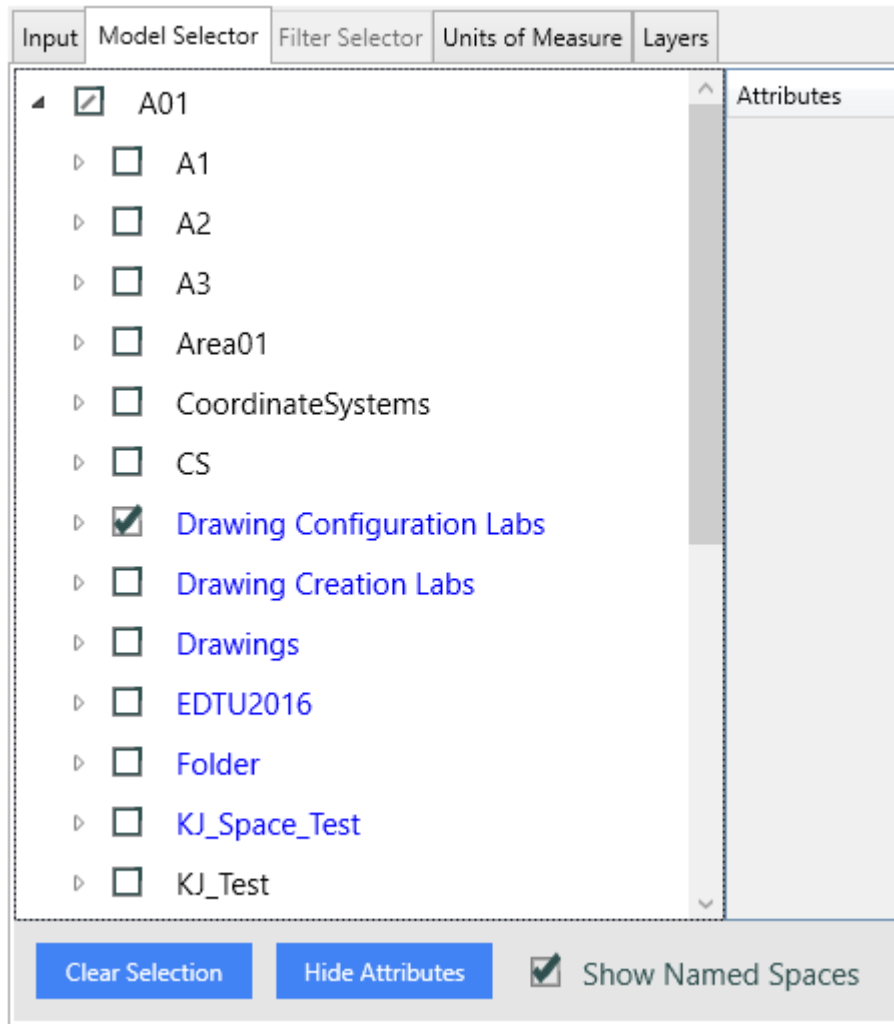 Input Model Selector Filter Selector Units of Measure Layers
A01 Attributes
A1
A2
A3
Area01
CoordinateSystems
CS
Drawing Configuration Labs
Drawing Creation Labs
Drawings
EDTU2016
Folder
KJ_Space_Test
KJ_Test
Clear Selection Hide Attributes Show Named Spaces